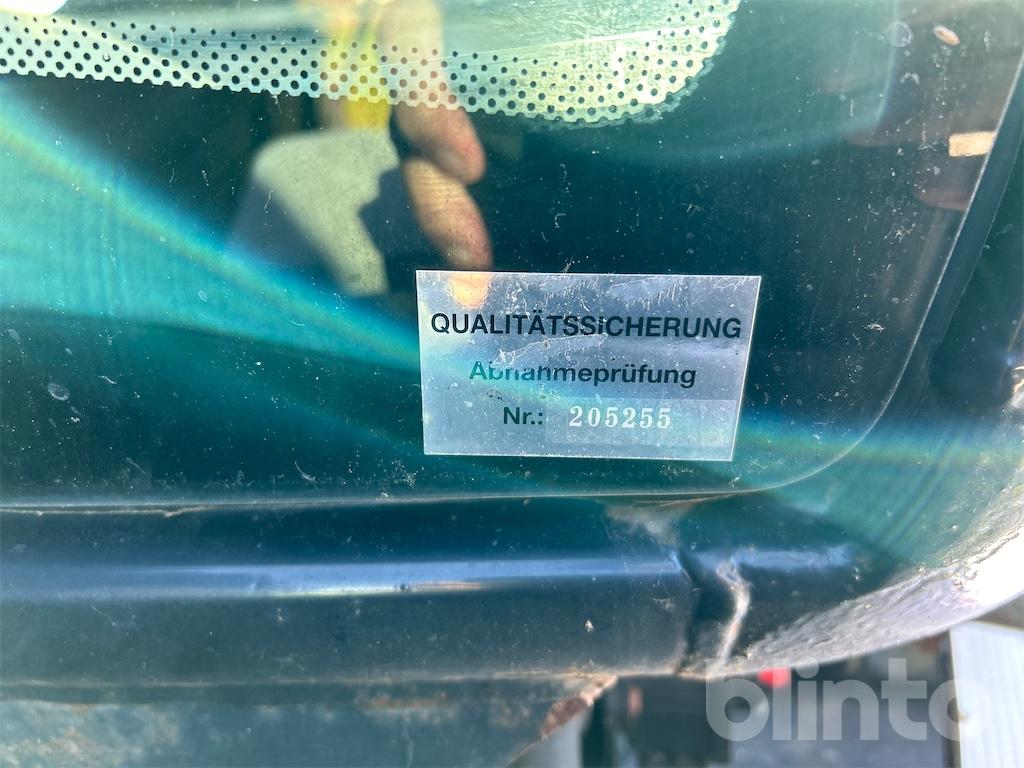 QUALITÄTSSICHERUNG
Abnahmeprüfung
Nr.: 205255
blinto